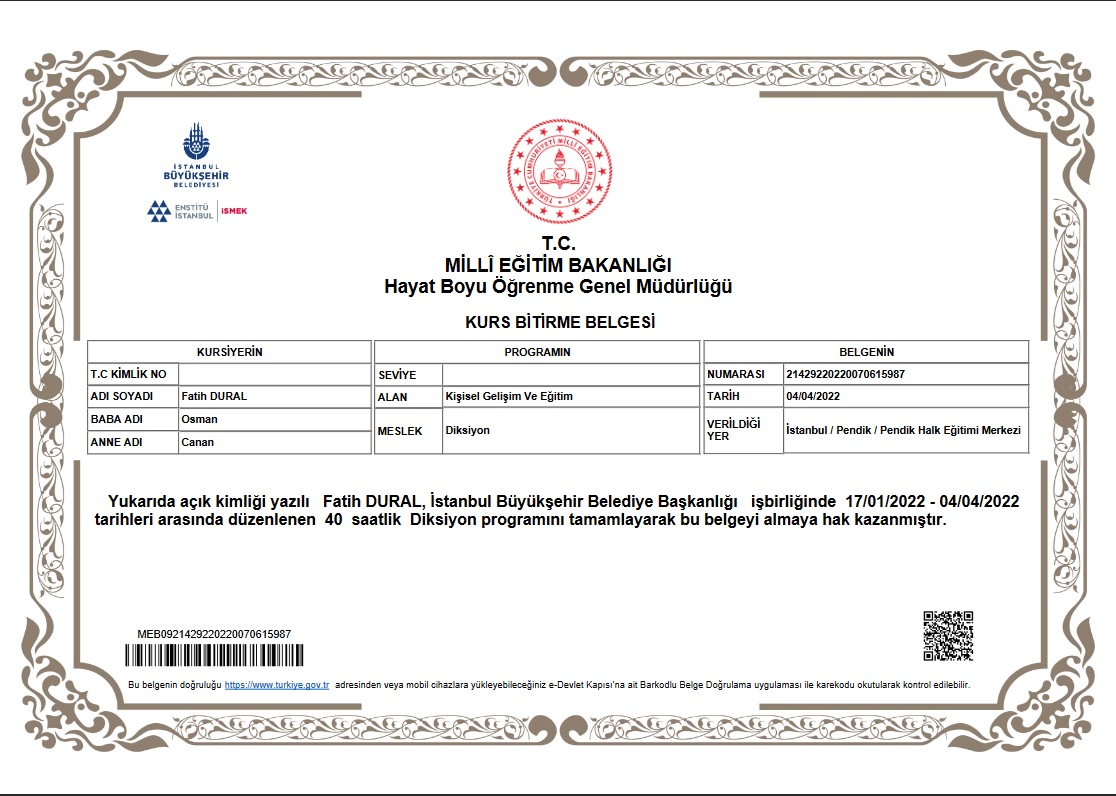 İSTANBUL
BÜYÜKŞEHİR
BELEDİYESİ
ENSTİTÜ
İSTANBUL
İSMEK
TÜRKİYE CUMHURİYETİ MİLLÎ EĞİTİM BAKANLIĞI
T.C.
MİLLÎ EĞİTİM BAKANLIĞI
Hayat Boyu Öğrenme Genel Müdürlüğü
KURS BİTİRME BELGESİ
KURSİYERİN
T.C KİMLİK NO
ADI SOYADI Fatih DURAL
BABA ADI Osman
ANNE ADI Canan
PROGRAMIN
SEVİYE
ALAN Kişisel Gelişim Ve Eğitim
MESLEK Diksiyon
BELGENİN
NUMARASI 21429220220070615987
TARİH 04/04/2022
VERİLDİĞİ
YER
İstanbul / Pendik / Pendik Halk Eğitimi Merkezi
Yukarıda açık kimliği yazılı Fatih DURAL, İstanbul Büyükşehir Belediye Başkanlığı işbirliğinde 17/01/2022 - 04/04/2022
tarihleri arasında düzenlenen 40 saatlik Diksiyon programını tamamlayarak bu belgeyi almaya hak kazanmıştır.
MEB0921429220220070615987
Bu belgenin doğruluğu https://www.turkiye.gov.tr adresinden veya mobil cihazlara yükleyebileceğiniz e-Devlet Kapısı'na ait Barkodlu Belge Doğrulama uygulaması ile karekodu okutularak kontrol edilebilir.